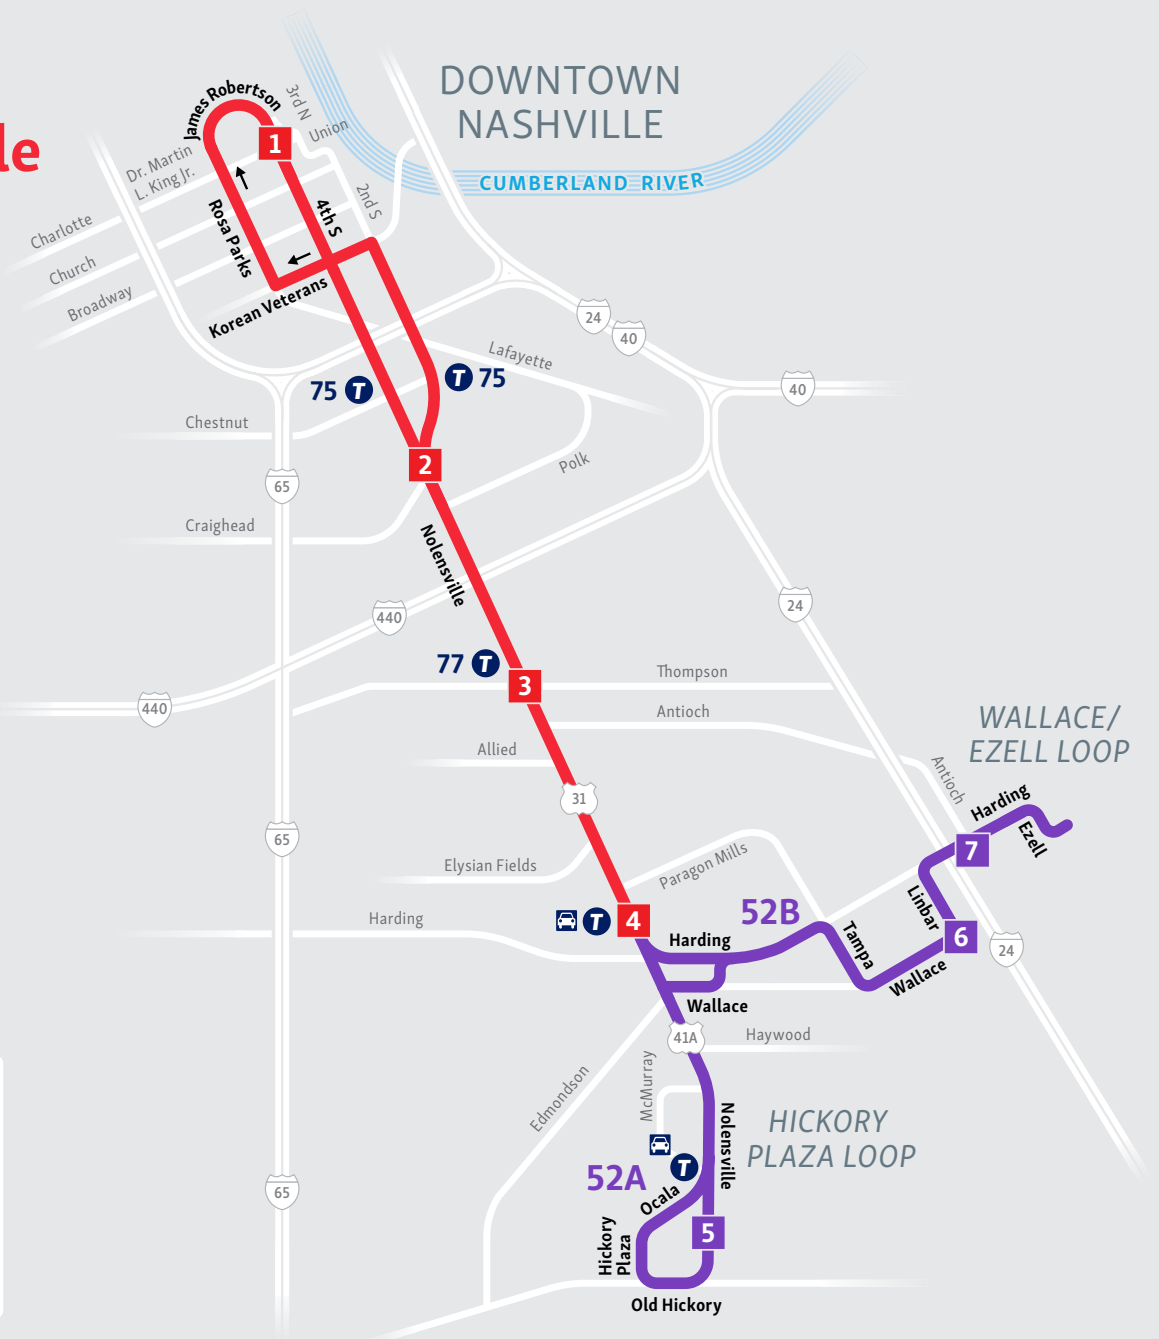 DOWNTOWN
NASHVILLE
CUMBERLAND RIVER
le
James Robertson
3rd N
Union
1
Dr. Martin
L. King Jr.
2nd S
4th S
Rosa Parks
Charlotte
Church
Broadway
Korean Veterans
24
40
40
Lafayette
75 T
T 75
Chestnut
2
Polk
65
Craighead
Nolensville
24
440
77 T
3
Thompson
440
Antioch
WALLACE/
EZELL LOOP
Allied
Antioch
31
Harding
Ezell
65
7
Elysian Fields
Paragon Mills
Linbar
52B
T
4
Harding
Harding
Tampa
6
24
Wallace
Wallace
41A
Haywood
McMurray
Edmondson
Nolensville
HICKORY
PLAZA LOOP
T
52A
Ocala
65
Hickory
Plaza
5
Old Hickory